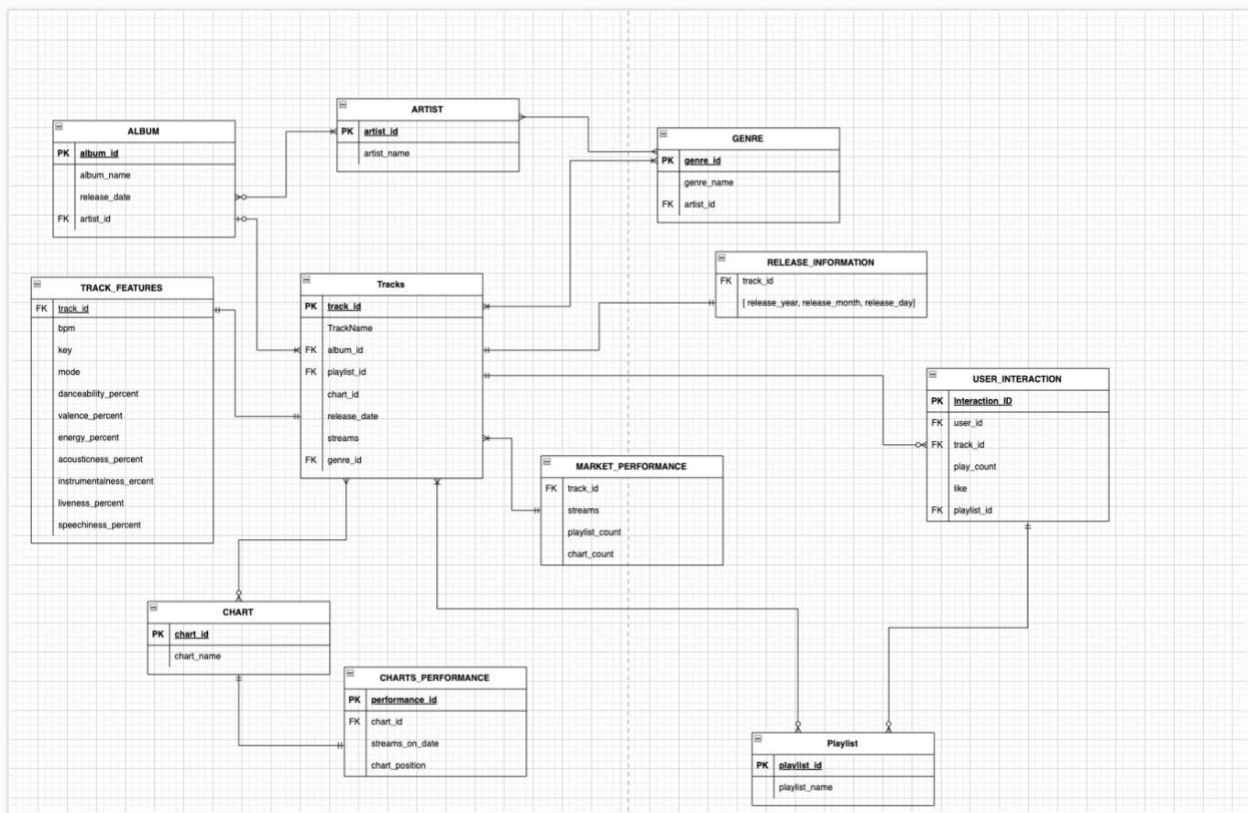 ARTIST
PK artist_id
artist_name
ALBUM
PK album_id
album_name
release_date
FK artist_id
GENRE
PK genre_id
genre_name
FK artist_id
RELEASE_INFORMATION
FK track_id
[ release_year, release_month, release_day]
TRACK_FEATURES
FK track_id
bpm
key
mode
danceability_percent
valence_percent
energy_percent
acousticness_percent
instrumentalness_ercent
liveness_percent
speechiness_percent
Tracks
PK track_id
TrackName
FK album_id
FK playlist_id
chart_id
release_date
streams
FK genre_id
USER_INTERACTION
PK Interaction_ID
FK user_id
FK track_id
play_count
like
FK playlist_id
MARKET_PERFORMANCE
FK track_id
streams
playlist_count
chart_count
CHART
PK chart_id
chart_name
CHARTS_PERFORMANCE
PK performance_id
FK chart_id
streams_on_date
chart_position
Playlist
PK playlist_id
playlist_name